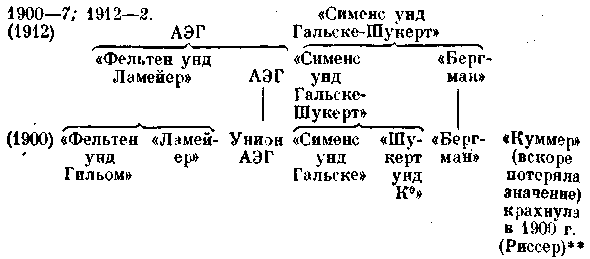 1900—7; 1912—2.
(1912) АЭГ «Сименс унд
Гальске-Шукерт»
«Фельтен унд «Сименс «Берг-
Ламейер» АЭГ унд ман»
Гальске-
Шукерт»
(1900) «Фельтен «Ламей- Унион «Сименс «Шу- «Берг- «Куммер»
унд ер» АЭГ унд керт ман» (вскоре
Гильом» Гальске» унд потеряла
К⁰» значение)
крахнула
в 1900 г.
(Риссер)**